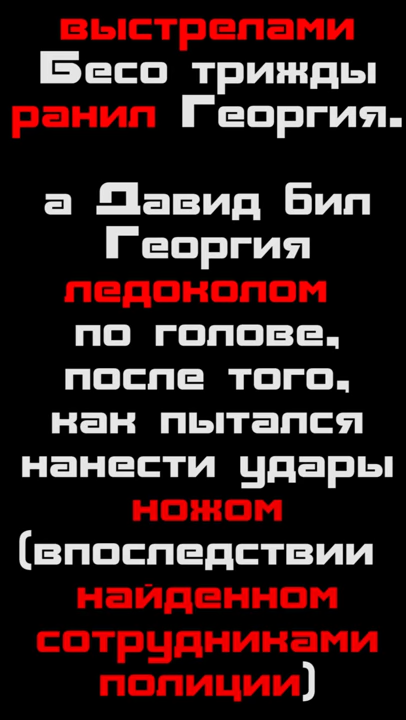 выстрелами
Бесо трижды
ранил Георгия.
а Давид бил
Георгия
ледоколом
по голове,
после того,
как пытался
нанести удары
ножом
(впоследствии
найденном
сотрудниками
полиции)